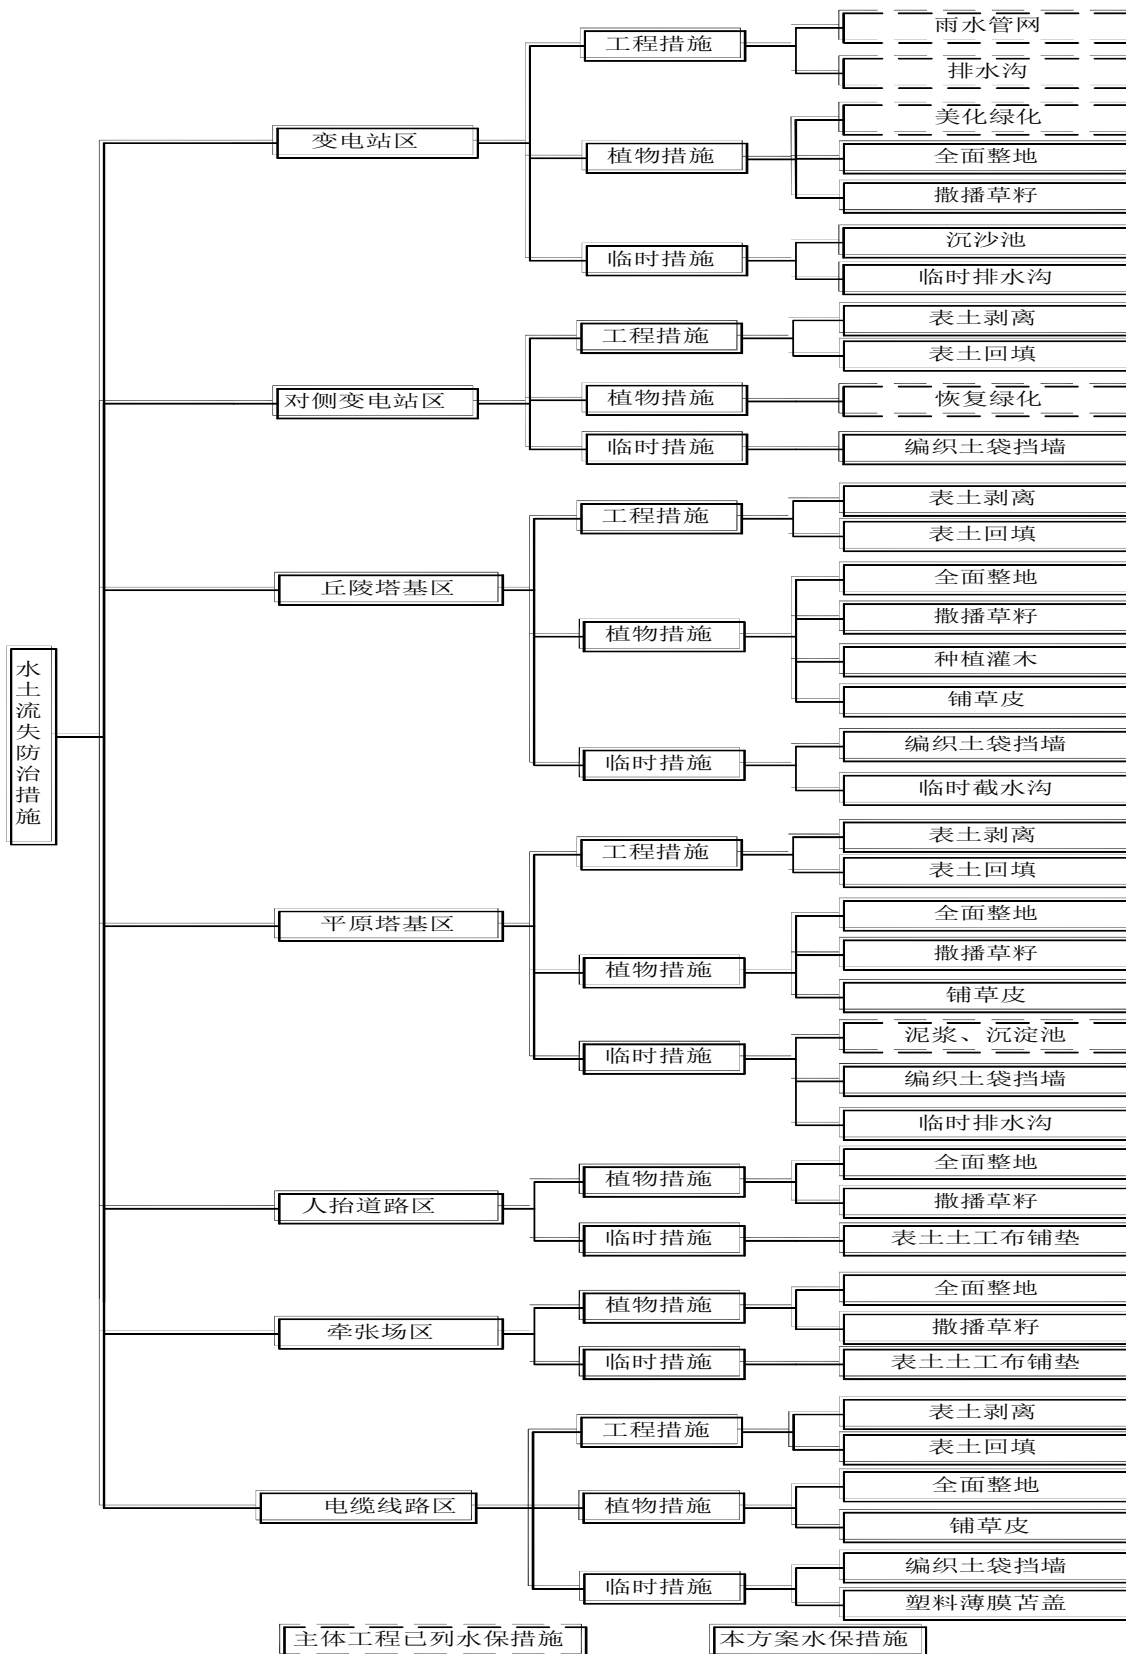 水土流失防治措施
变电站区
工程措施
雨水管网
排水沟
植物措施
美化绿化
全面整地
撒播草籽
临时措施
沉沙池
临时排水沟
对侧变电站区
工程措施
表土剥离
表土回填
植物措施
恢复绿化
临时措施
编织土袋挡墙
丘陵塔基区
工程措施
表土剥离
表土回填
植物措施
全面整地
撒播草籽
种植灌木
铺草皮
临时措施
编织土袋挡墙
临时截水沟
平原塔基区
工程措施
表土剥离
表土回填
植物措施
全面整地
撒播草籽
铺草皮
临时措施
泥浆、沉淀池
编织土袋挡墙
临时排水沟
人抬道路区
植物措施
全面整地
撒播草籽
临时措施
表土土工布铺垫
牵张场区
植物措施
全面整地
撒播草籽
临时措施
表土土工布铺垫
电缆线路区
工程措施
表土剥离
表土回填
植物措施
全面整地
铺草皮
临时措施
编织土袋挡墙
塑料薄膜苫盖
主体工程已列水保措施
本方案水保措施